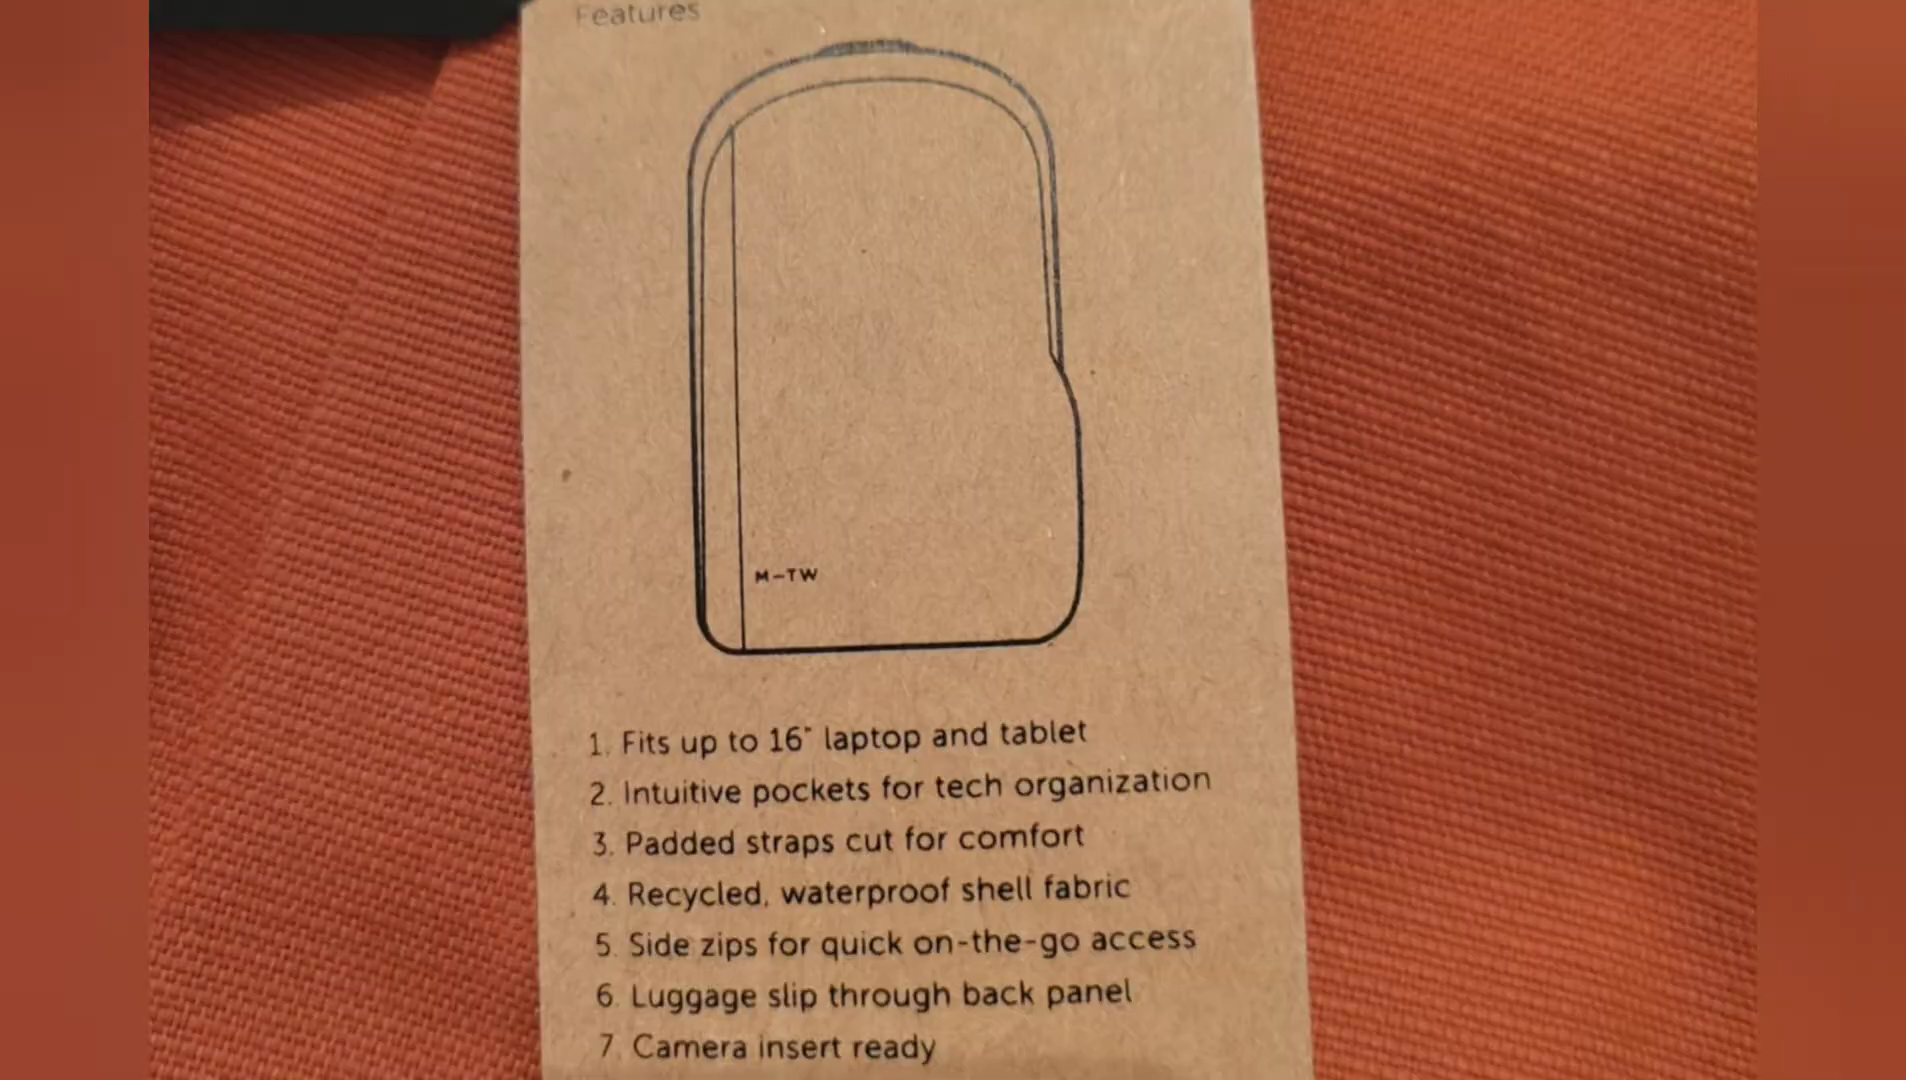 Features
M-TW
1. Fits up to 16" laptop and tablet
2. Intuitive pockets for tech organization
3. Padded straps cut for comfort
4. Recycled, waterproof shell fabric
5. Side zips for quick on-the-go access
6. Luggage slip through back panel
7. Camera insert ready